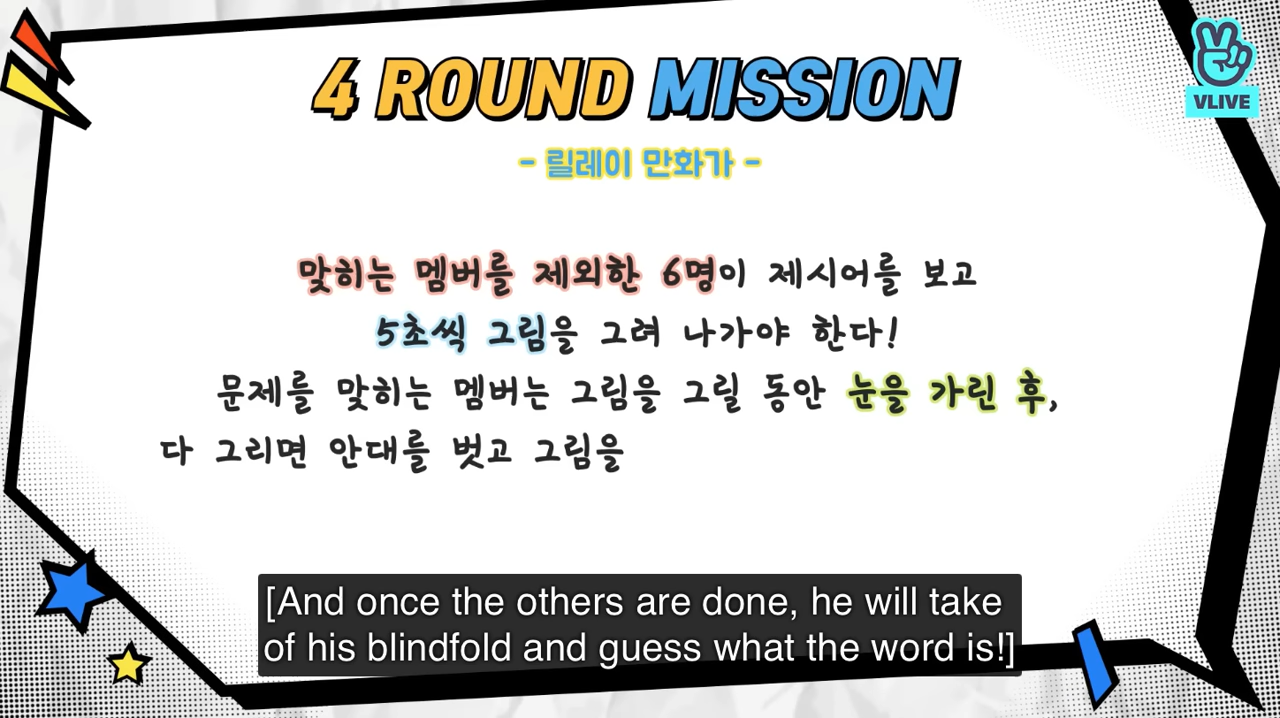 4 ROUND MISSION
VLIVE
- 릴레이 만화가 -
맞히는 멤버를 제외한 6명이 제시어를 보고
5초씩 그림을 그려 나가야 한다!
문제를 맞히는 멤버는 그림을 그릴 동안 눈을 가린 후,
다 그리면 안대를 벗고 그림을
[And once the others are done, he will take
of his blindfold and guess what the word is!]